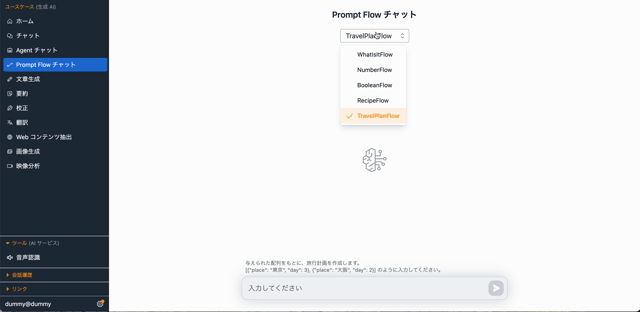 ユースケース (生成 AI)
ホーム
チャット
Agent チャット
Prompt Flow チャット
文章生成
要約
校正
翻訳
Web コンテンツ抽出
画像生成
映像分析
ツール (AI サービス)
音声認識
会話履歴
リンク
dummy@dummy
Prompt Flow チャット
TravelPlanFlow
WhatIsItFlow
NumberFlow
BooleanFlow
RecipeFlow
TravelPlanFlow
与えられた配列をもとに、旅行計画を作成します。
[{"place": "東京", "day": 3}, {"place": "大阪", "day": 2}] のように入力してください。
入力してください